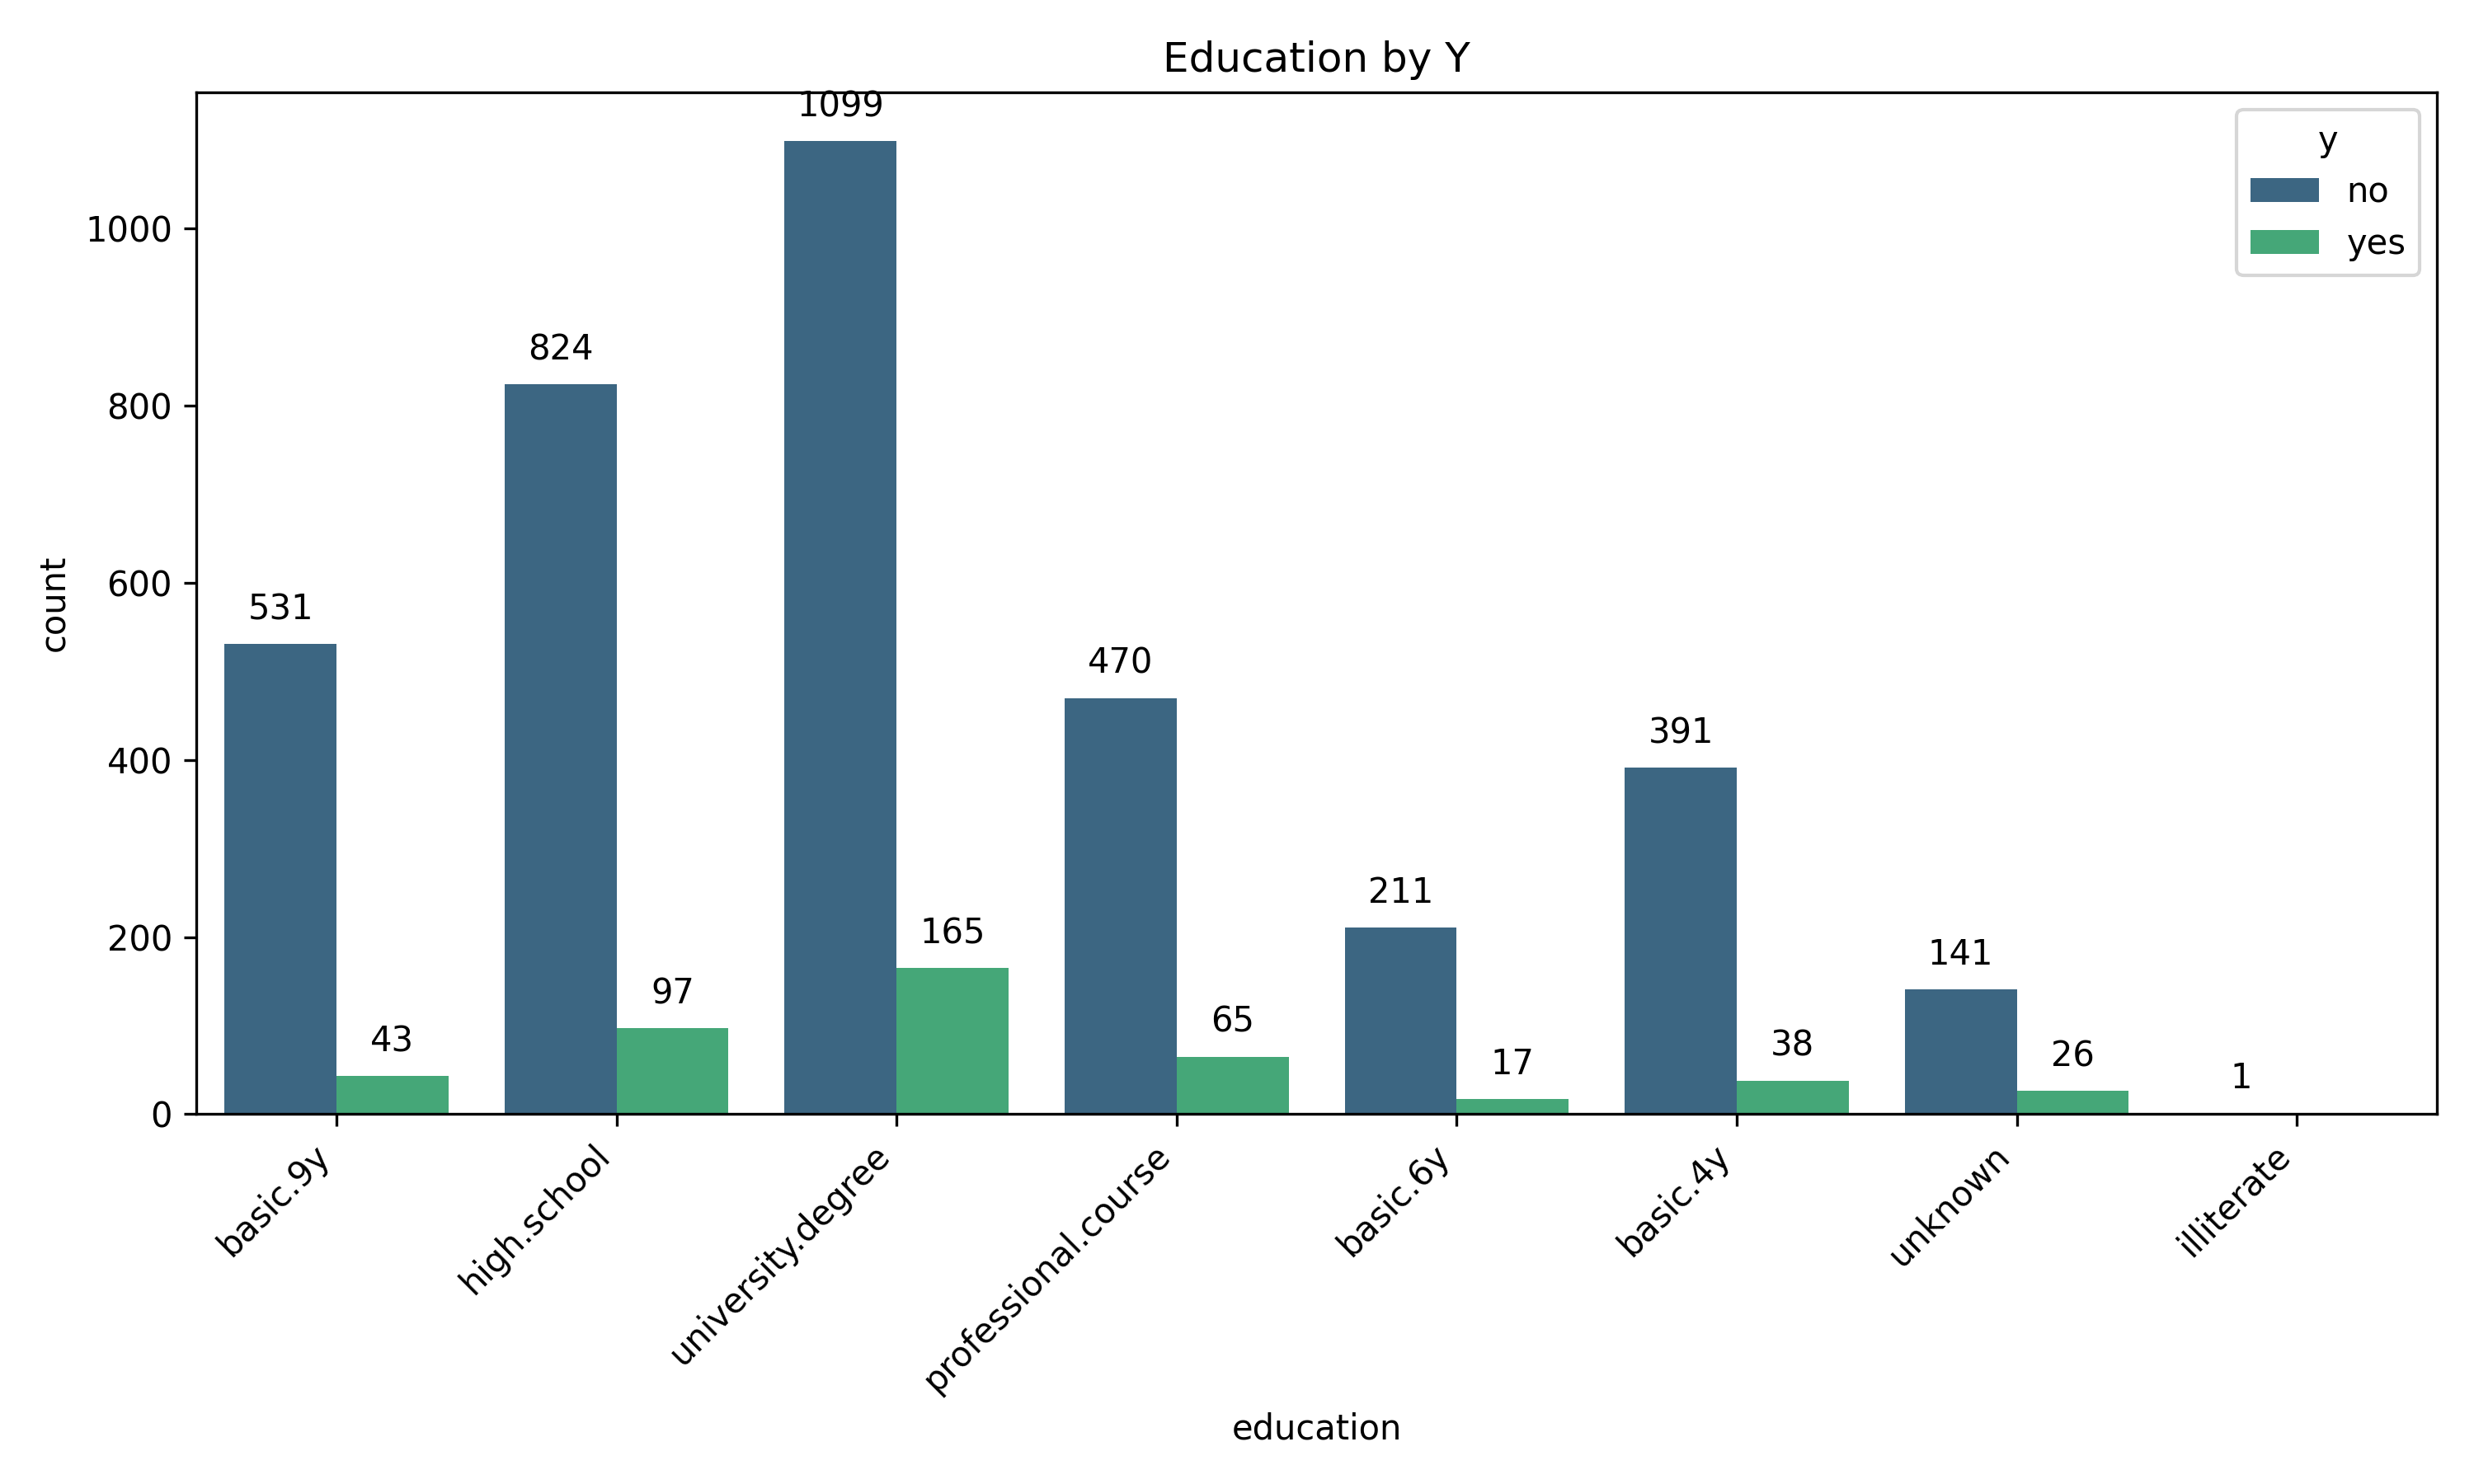 Education by Y
y
no
yes
count
1000
800
600
400
200
0
531
43
824
97
1099
165
470
65
211
17
391
38
141
26
1
basic.9y
high.school
university.degree
professional.course
basic.6y
basic.4y
unknown
illiterate
education